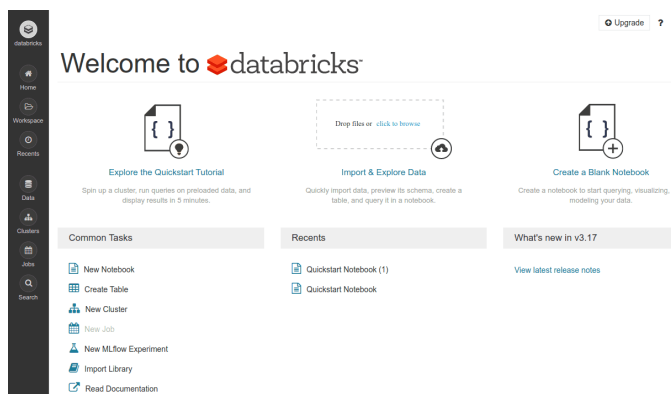 Upgrade ?
databricks
Home
Workspace
Recents
Data
Clusters
Jobs
Search
Welcome to databricks
{ }
Explore the Quickstart Tutorial
Spin up a cluster, run queries on preloaded data, and
display results in 5 minutes.
Drop files or click to browse
Import & Explore Data
Quickly import data, preview its schema, create a
table, and query it in a notebook.
{ }
Create a Blank Notebook
Create a notebook to start querying, visualizing,
modeling your data.
Common Tasks
New Notebook
Create Table
New Cluster
New Job
New MLflow Experiment
Import Library
Read Documentation
Recents
Quickstart Notebook (1)
Quickstart Notebook
What's new in v3.17
View latest release notes